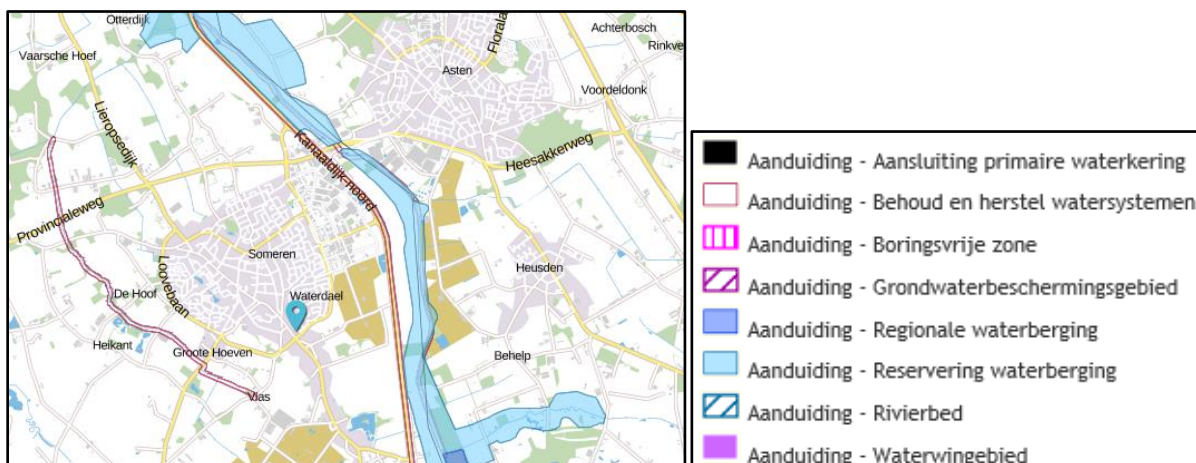 Otterdijk
Achterbosch
Floral
Rinkve
Vaarsche Hoef
Asten
Voordeldonk
Lieropsedijk
Kanaaldijk-noord
Heesakkerweg
Provincialeweg
Someren
Heusden
Loovebaan
De Hoof
Waterdael
Heikant
Groote Hoeven
Behelp
Vlas
Aanduiding - Aansluiting primaire waterkering
Aanduiding - Behoud en herstel watersystemen
Aanduiding - Boringsvrije zone
Aanduiding - Grondwaterbeschermingsgebied
Aanduiding - Regionale waterberging
Aanduiding - Reservering waterberging
Aanduiding - Rivierbed
Aanduiding - Waterwingebied